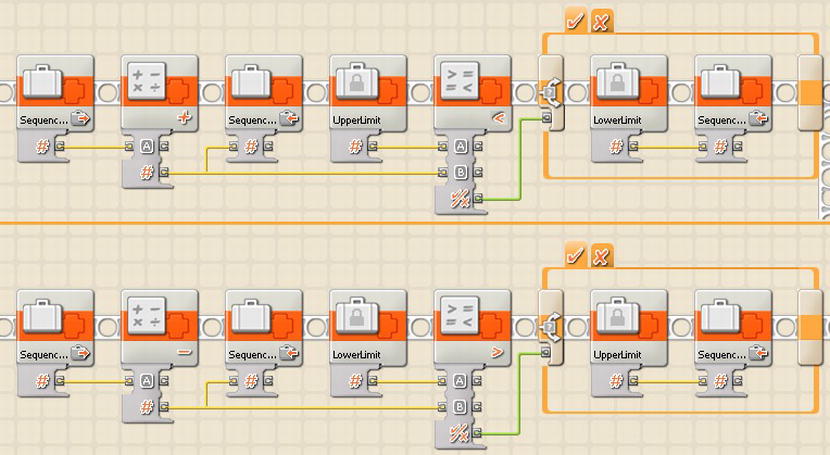 Sequenc...
Sequenc...
UpperLimit
LowerLimit
Sequenc...
# A # # A # #
# B
Sequenc...
Sequenc...
LowerLimit
UpperLimit
Sequenc...
# A # # A # #
# B